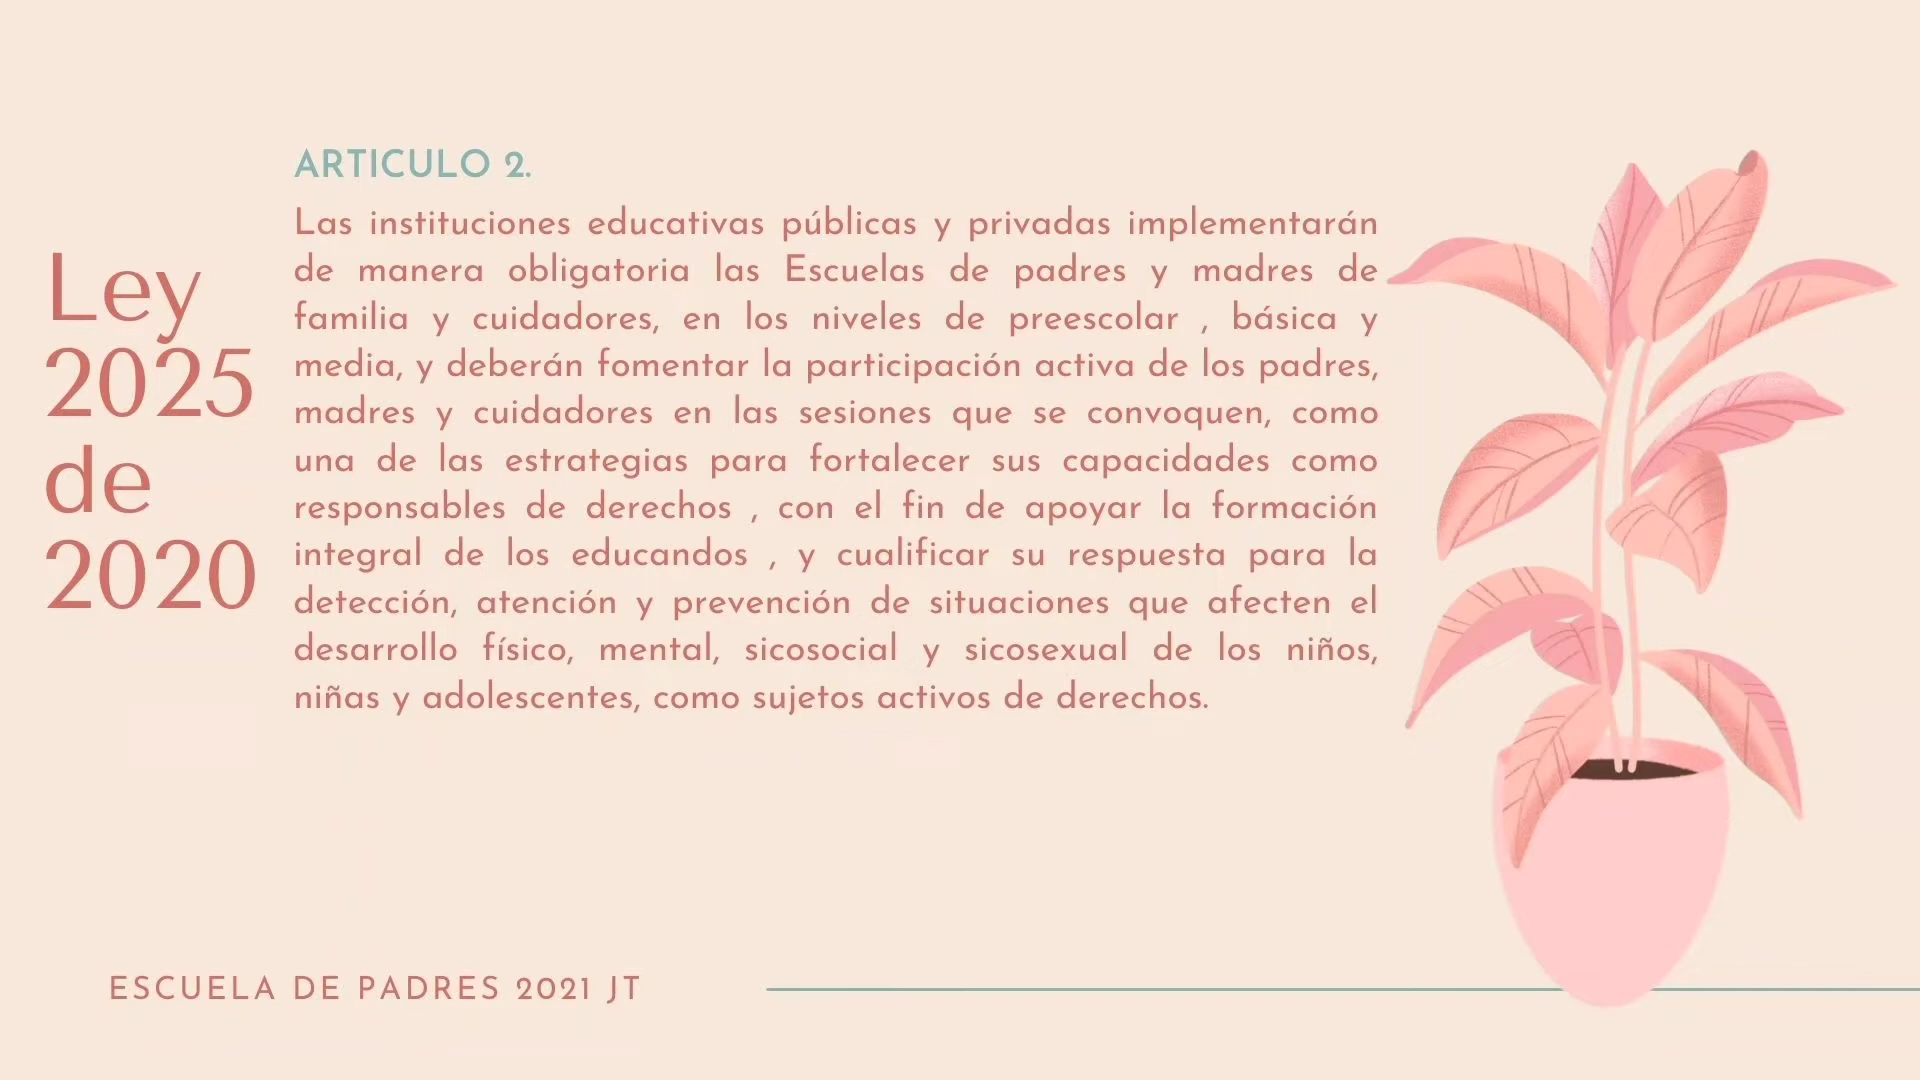 Ley
2025
de
2020
ARTICULO 2.
Las instituciones educativas públicas y privadas implementarán
de manera obligatoria las Escuelas de padres y madres de
familia y cuidadores, en los niveles de preescolar , básica y
media, y deberán fomentar la participación activa de los padres,
madres y cuidadores en las sesiones que se convoquen, como
una de las estrategias para fortalecer sus capacidades como
responsables de derechos , con el fin de apoyar la formación
integral de los educandos , y cualificar su respuesta para la
detección, atención y prevención de situaciones que afecten el
desarrollo físico, mental, sicosocial y sicosexual de los niños,
niñas y adolescentes, como sujetos activos de derechos.
ESCUELA DE PADRES 2021 JT